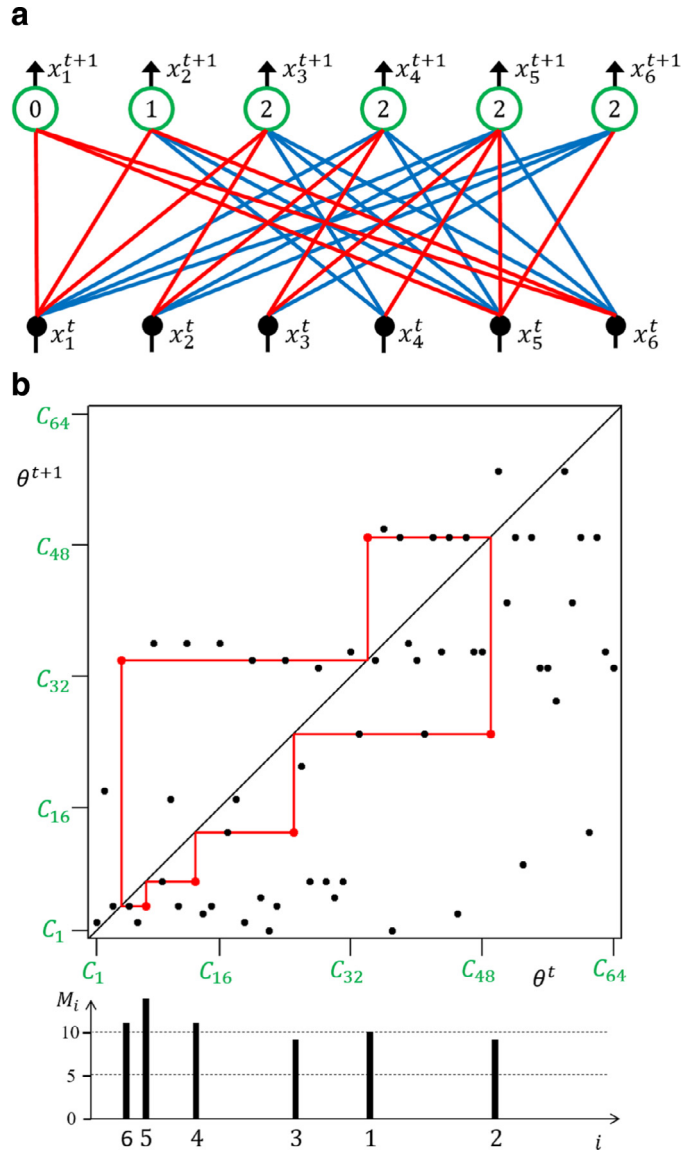 a
x₁ᵗ⁺¹ x₂ᵗ⁺¹ x₃ᵗ⁺¹ x₄ᵗ⁺¹ x₅ᵗ⁺¹ x₆ᵗ⁺¹
0 1 2 2 2 2
x₁ᵗ x₂ᵗ x₃ᵗ x₄ᵗ x₅ᵗ x₆ᵗ
b
C₆₄
θᵗ⁺¹
C₄₈
C₃₂
C₁₆
C₁
C₁ C₁₆ C₃₂ C₄₈ θᵗ C₆₄
Mᵢ
10
5
0
6 5 4 3 1 2 i